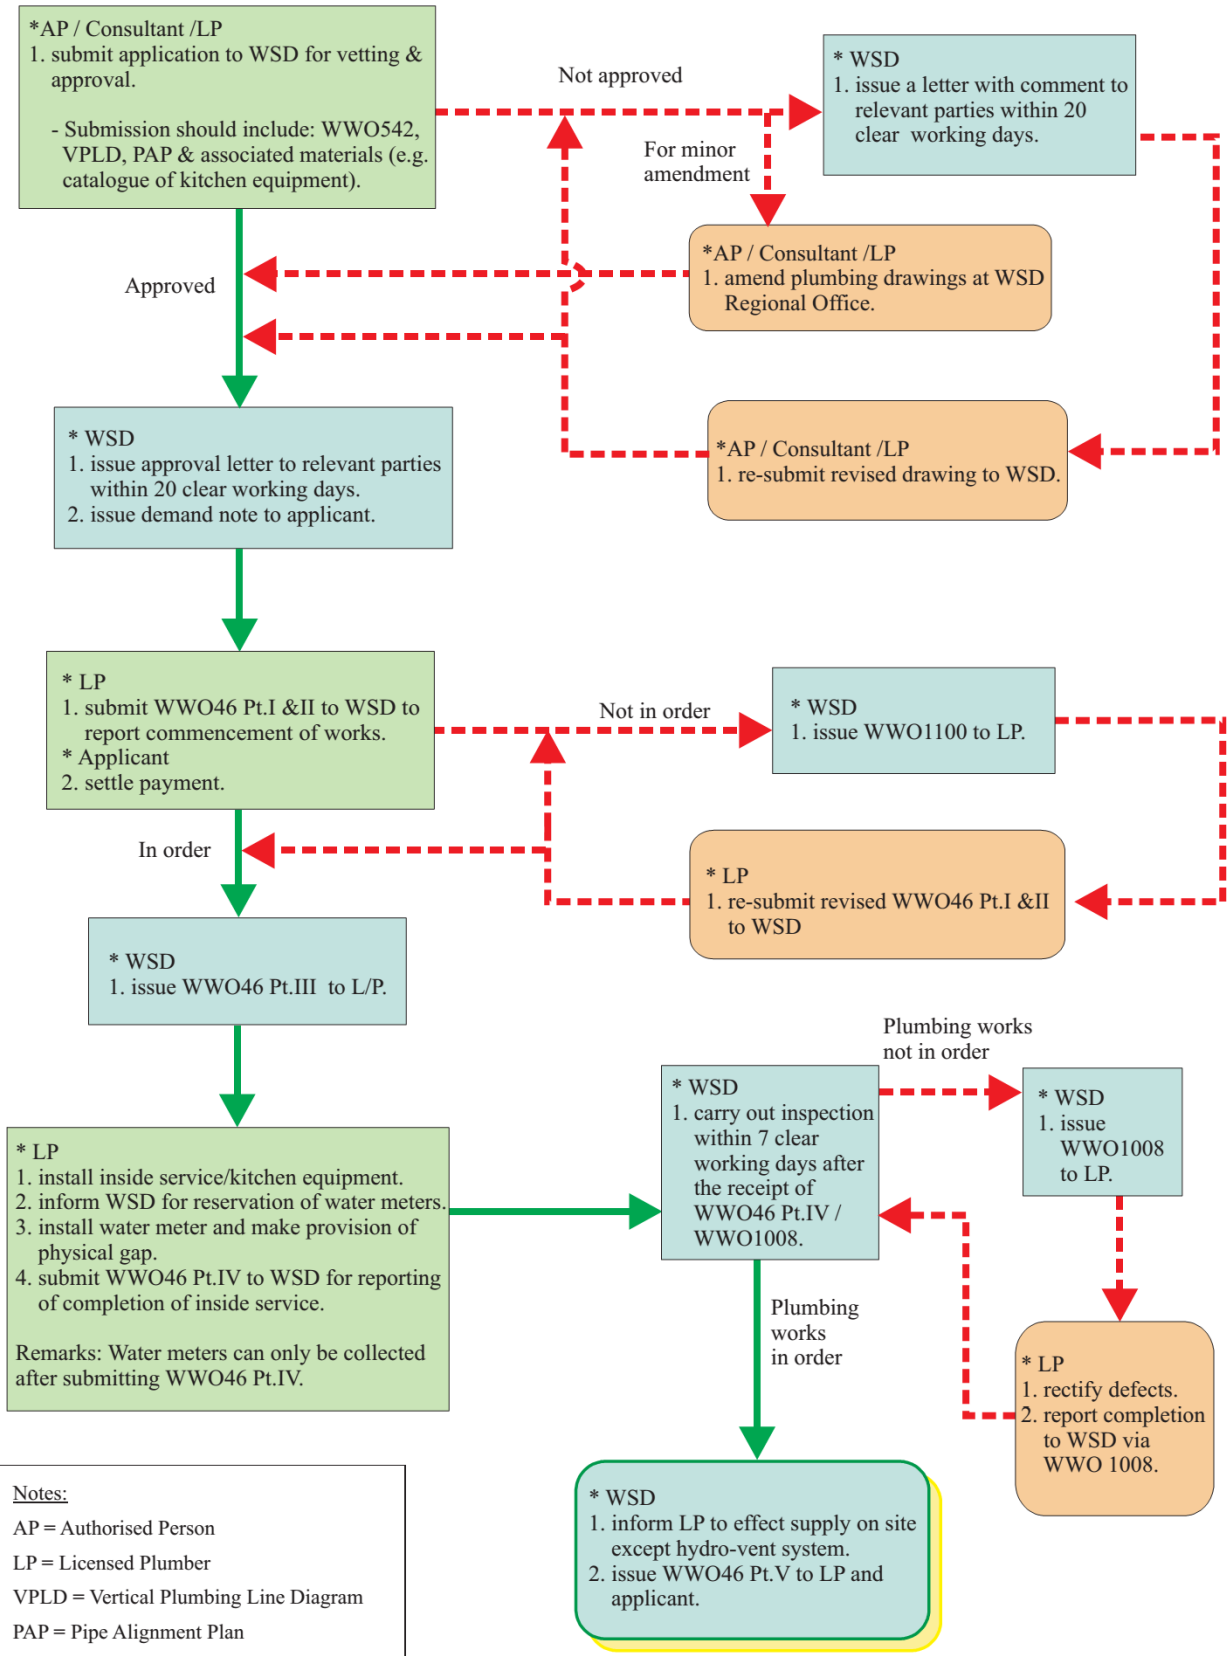 *AP / Consultant /LP
1. submit application to WSD for vetting &
approval.
- Submission should include: WWO542,
VPLD, PAP & associated materials (e.g.
catalogue of kitchen equipment).
Not approved
* WSD
1. issue a letter with comment to
relevant parties within 20
clear working days.
For minor
amendment
*AP / Consultant /LP
1. amend plumbing drawings at WSD
Regional Office.
Approved
*AP / Consultant /LP
1. re-submit revised drawing to WSD.
* WSD
1. issue approval letter to relevant parties
within 20 clear working days.
2. issue demand note to applicant.
* LP
1. submit WWO46 Pt.I &II to WSD to
report commencement of works.
* Applicant
2. settle payment.
Not in order
* WSD
1. issue WWO1100 to LP.
In order
* LP
1. re-submit revised WWO46 Pt.I &II
to WSD
* WSD
1. issue WWO46 Pt.III to L/P.
* LP
1. install inside service/kitchen equipment.
2. inform WSD for reservation of water meters.
3. install water meter and make provision of
physical gap.
4. submit WWO46 Pt.IV to WSD for reporting
of completion of inside service.
Remarks: Water meters can only be collected
after submitting WWO46 Pt.IV.
* WSD
1. carry out inspection
within 7 clear
working days after
the receipt of
WWO46 Pt.IV /
WWO1008.
Plumbing works
not in order
* WSD
1. issue
WWO1008
to LP.
Plumbing
works
in order
* LP
1. rectify defects.
2. report completion
to WSD via
WWO 1008.
* WSD
1. inform LP to effect supply on site
except hydro-vent system.
2. issue WWO46 Pt.V to LP and
applicant.
Notes:
AP = Authorised Person
LP = Licensed Plumber
VPLD = Vertical Plumbing Line Diagram
PAP = Pipe Alignment Plan